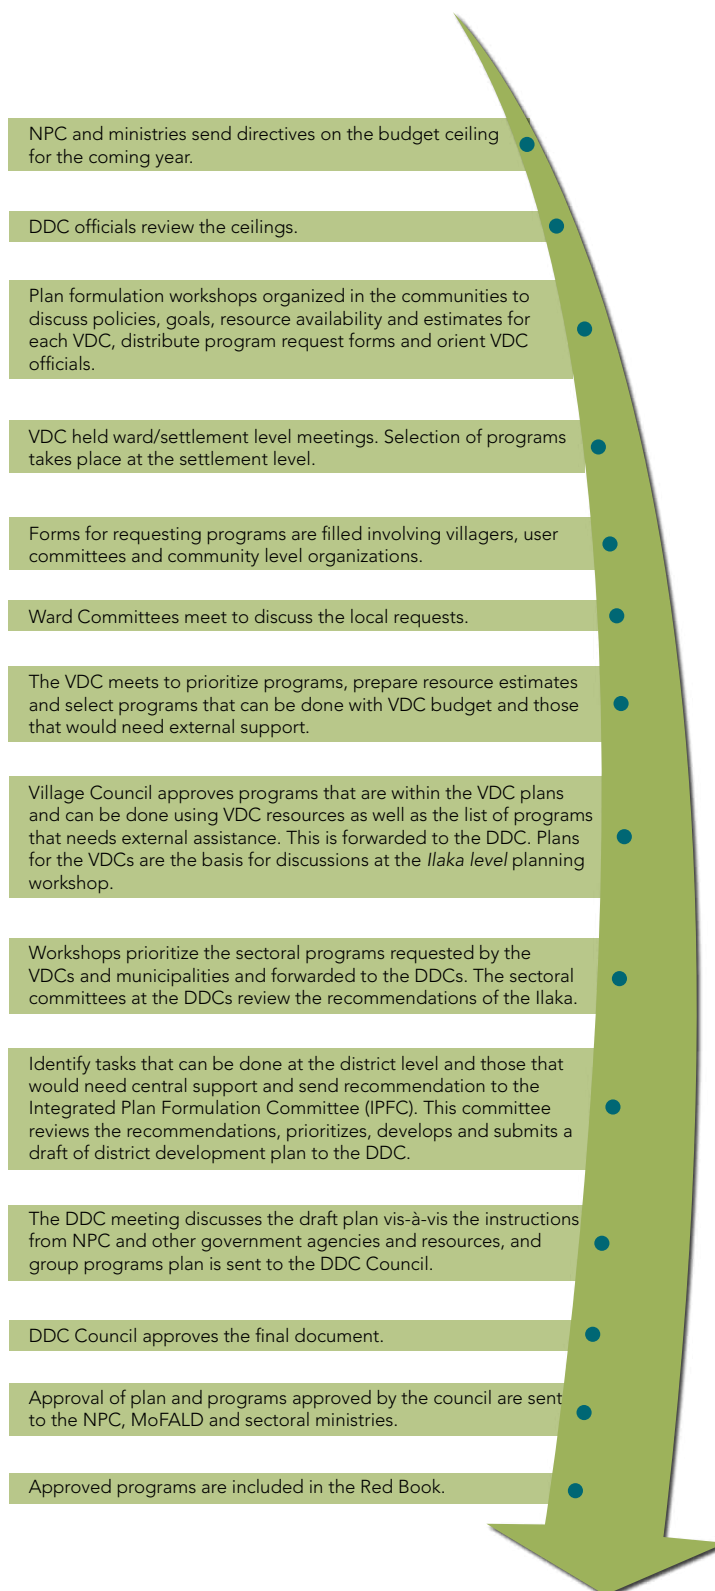 NPC and ministries send directives on the budget ceiling
for the coming year.
DDC officials review the ceilings.
Plan formulation workshops organized in the communities to
discuss policies, goals, resource availability and estimates for
each VDC, distribute program request forms and orient VDC
officials.
VDC held ward/settlement level meetings. Selection of programs
takes place at the settlement level.
Forms for requesting programs are filled involving villagers, user
committees and community level organizations.
Ward Committees meet to discuss the local requests.
The VDC meets to prioritize programs, prepare resource estimates
and select programs that can be done with VDC budget and those
that would need external support.
Village Council approves programs that are within the VDC plans
and can be done using VDC resources as well as the list of programs
that needs external assistance. This is forwarded to the DDC. Plans
for the VDCs are the basis for discussions at the Ilaka level planning
workshop.
Workshops prioritize the sectoral programs requested by the
VDCs and municipalities and forwarded to the DDCs. The sectoral
committees at the DDCs review the recommendations of the Ilaka.
Identify tasks that can be done at the district level and those that
would need central support and send recommendation to the
Integrated Plan Formulation Committee (IPFC). This committee
reviews the recommendations, prioritizes, develops and submits a
draft of district development plan to the DDC.
The DDC meeting discusses the draft plan vis-à-vis the instructions
from NPC and other government agencies and resources, and
group programs plan is sent to the DDC Council.
DDC Council approves the final document.
Approval of plan and programs approved by the council are sent
to the NPC, MoFALD and sectoral ministries.
Approved programs are included in the Red Book.